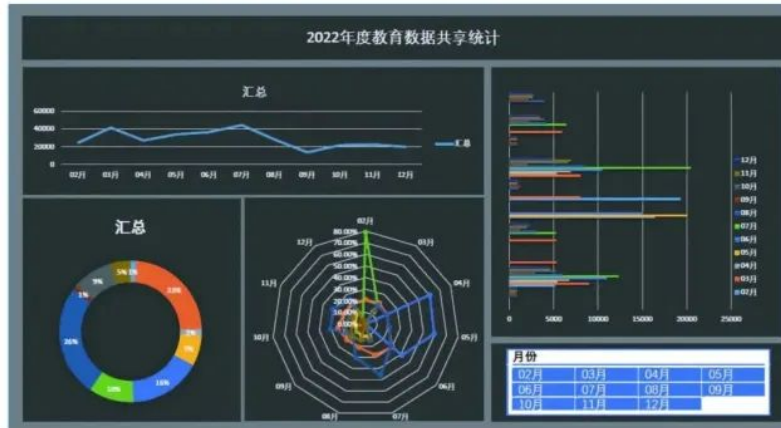 2022年度教育数据共享统计
汇总
60000
40000
20000
0
02月 03月 04月 05月 06月 07月 08月 09月 10月 11月 12月
汇总
汇总
1%
23%
2%
16%
10%
26%
1%
9%
5%
02月
03月
04月
05月
06月
07月
08月
09月
10月
11月
12月
80.00%
70.00%
60.00%
50.00%
40.00%
30.00%
20.00%
10.00%
0.00%
12月
11月
10月
09月
08月
07月
06月
05月
04月
03月
02月
0 5000 10000 15000 20000 25000
月份
02月 03月 04月 05月
06月 07月 08月 09月
10月 11月 12月